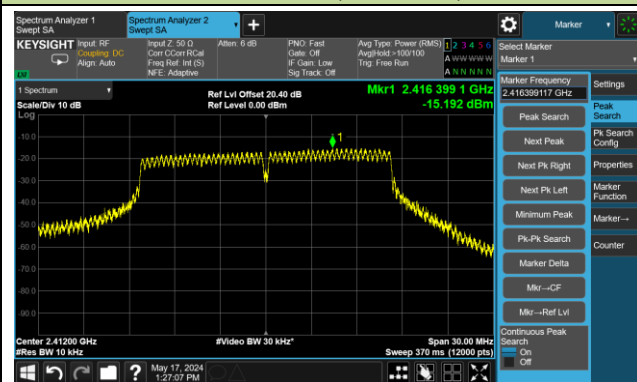 Spectrum Analyzer 1
Swept SA
Spectrum Analyzer 2
Swept SA
+
Marker
KEYSIGHT
Input: RF
Coupling: DC
Align: Auto
Input Z: 50 Ω
Corr CCorr RCal
Freq Ref: Int (S)
NFE: Adaptive
Atten: 6 dB
PNO: Fast
Gate: Off
IF Gain: Low
Sig Track: Off
Avg Type: Power (RMS)
Avg|Hold:>100/100
Trig: Free Run
1 2 3 4 5 6
A W W W W W
A N N N N N
Select Marker
Marker 1
1 Spectrum
Scale/Div 10 dB
Log
Ref Lvl Offset 20.40 dB
Ref Level 0.00 dBm
Mkr1 2.416 399 1 GHz
-15.192 dBm
1
-10.0
-20.0
-30.0
-40.0
-50.0
-60.0
-70.0
-80.0
-90.0
Center 2.41200 GHz
#Res BW 10 kHz
#Video BW 30 kHz*
Span 30.00 MHz
Sweep 370 ms (12000 pts)
Marker Frequency
2.416399117 GHz
Peak Search
Next Peak
Next Pk Right
Next Pk Left
Minimum Peak
Pk-Pk Search
Marker Delta
Mkr→CF
Mkr→Ref Lvl
Continuous Peak
Search
On
Off
Settings
Peak
Search
Pk Search
Config
Properties
Marker
Function
Marker→
Counter
?
May 17, 2024
1:27:07 PM